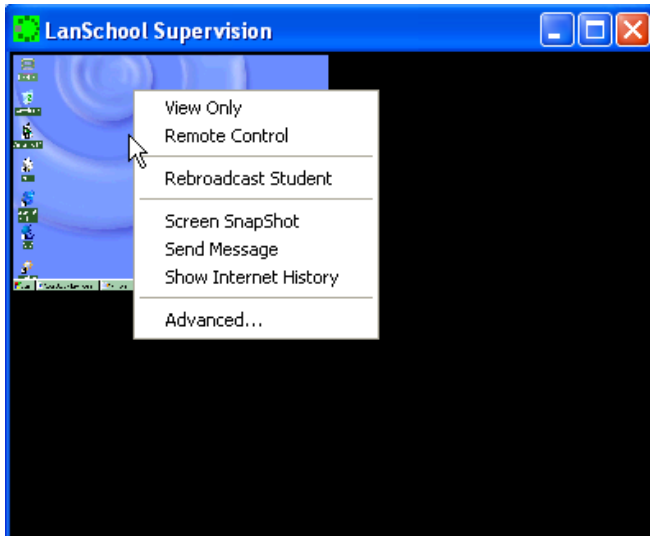 LanSchool Supervision
View Only
Remote Control
Rebroadcast Student
Screen SnapShot
Send Message
Show Internet History
Advanced...